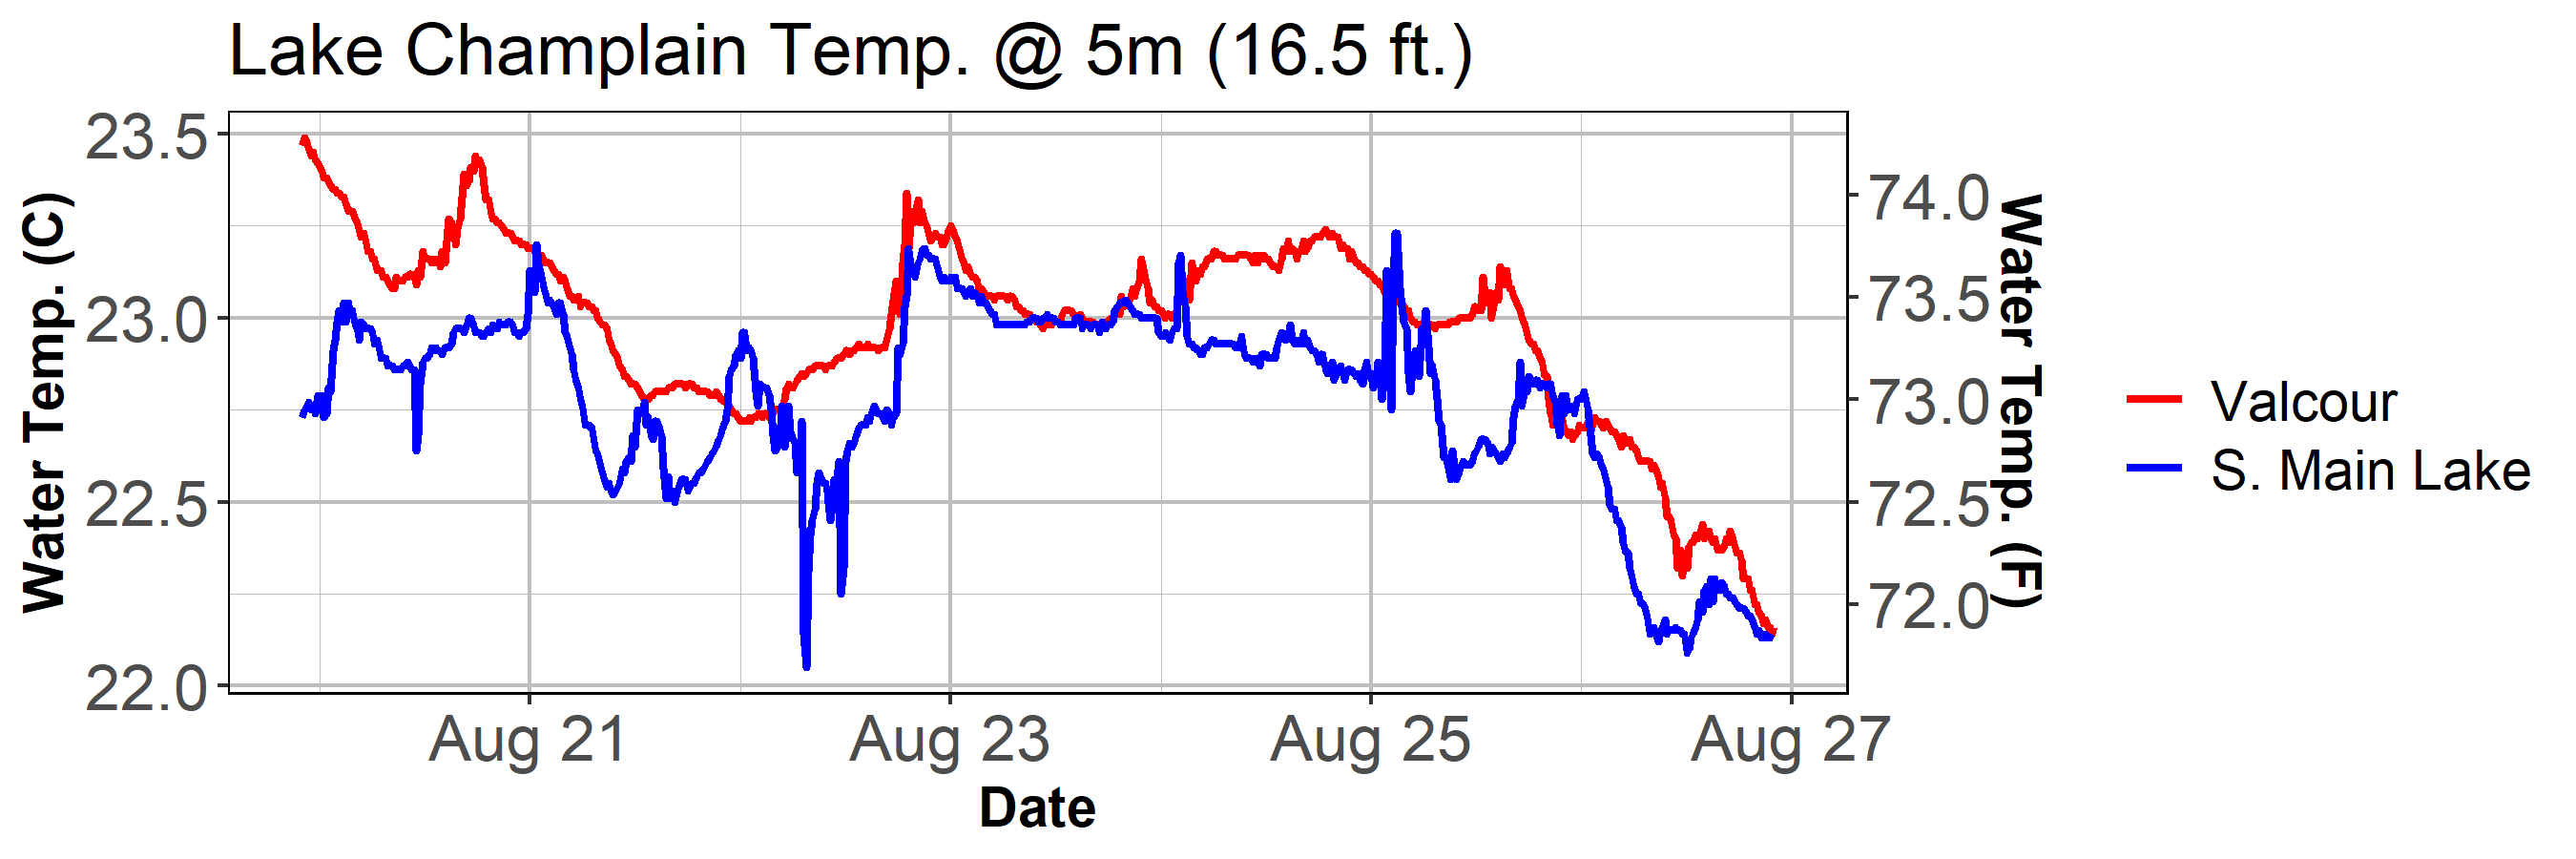 Lake Champlain Temp. @ 5m (16.5 ft.)
Water Temp. (C)
23.5
23.0
22.5
22.0
74.0
73.5
73.0
72.5
72.0
Water Temp. (F)
Aug 21
Aug 23
Aug 25
Aug 27
Date
Valcour
S. Main Lake